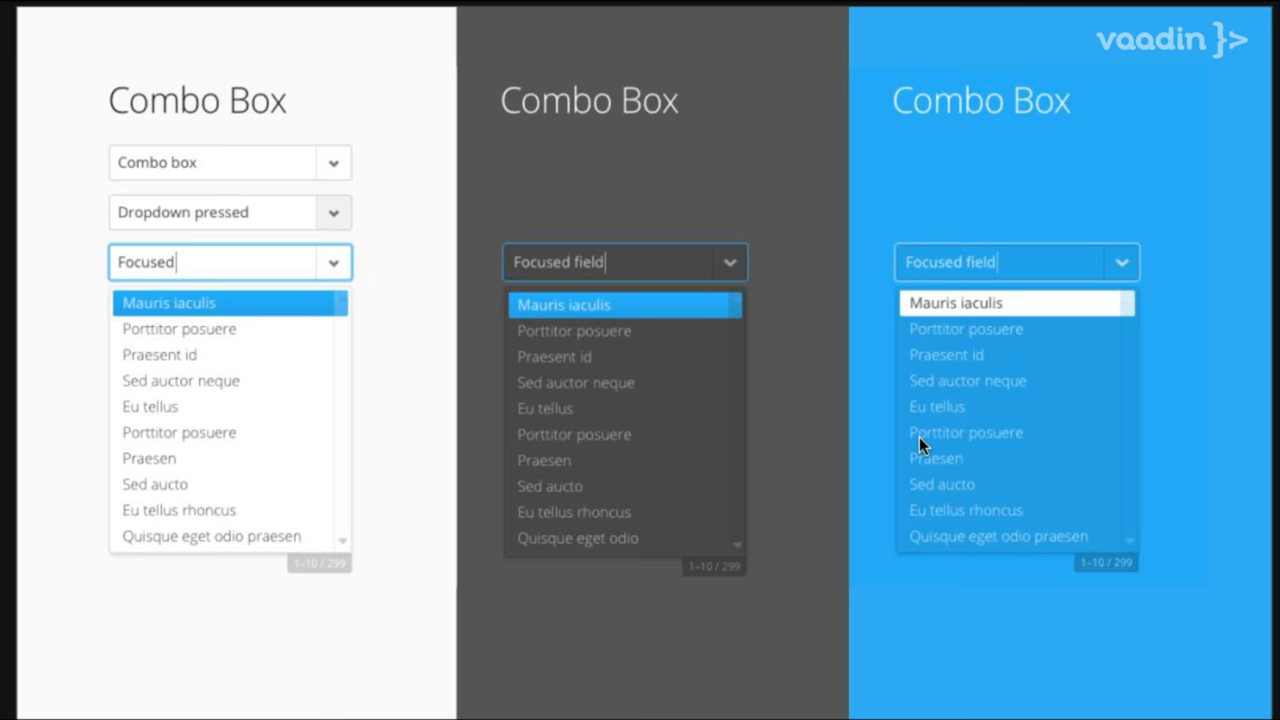 vaadin }>
Combo Box
Combo box
Dropdown pressed
Focused
Mauris iaculis
Porttitor posuere
Praesent id
Sed auctor neque
Eu tellus
Porttitor posuere
Praesen
Sed aucto
Eu tellus rhoncus
Quisque eget odio praesen
1–10 / 299
Combo Box
Focused field
Mauris iaculis
Porttitor posuere
Praesent id
Sed auctor neque
Eu tellus
Porttitor posuere
Praesen
Sed aucto
Eu tellus rhoncus
Quisque eget odio
1–10 / 299
Combo Box
Focused field
Mauris iaculis
Porttitor posuere
Praesent id
Sed auctor neque
Eu tellus
Porttitor posuere
Praesen
Sed aucto
Eu tellus rhoncus
Quisque eget odio praesen
1–10 / 299